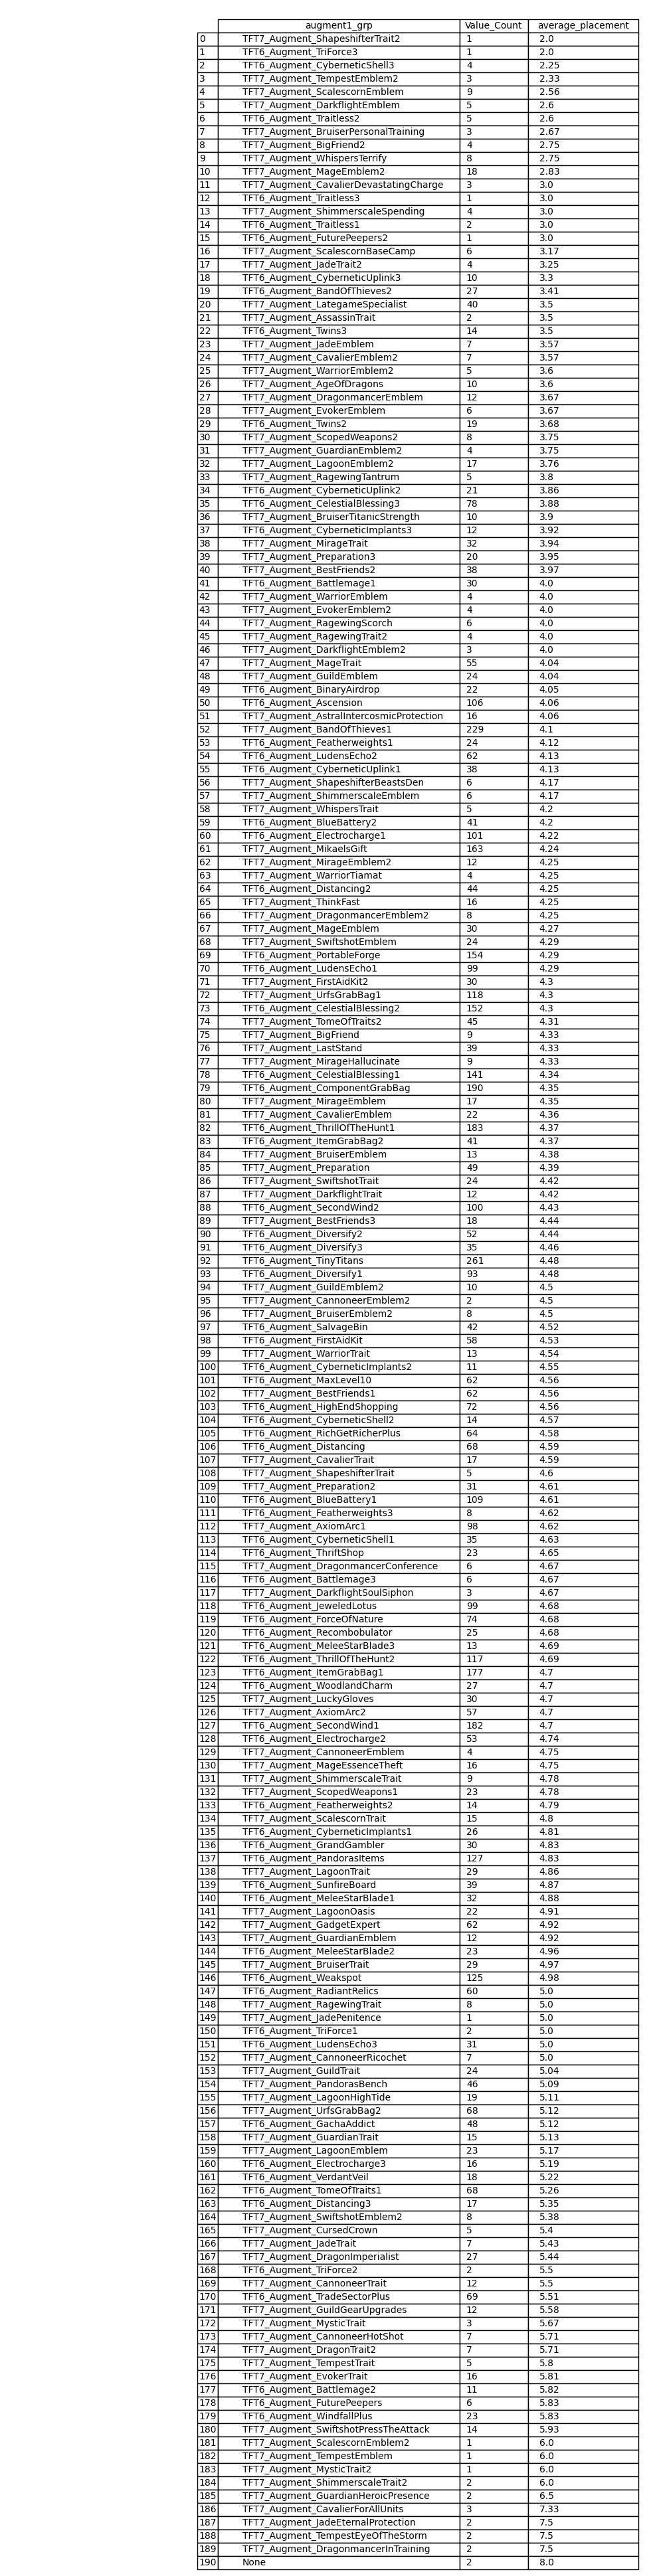 augment1_grp Value_Count average_placement
0 TFT7_Augment_ShapeshifterTrait2 1 2.0
1 TFT6_Augment_TriForce3 1 2.0
2 TFT6_Augment_CyberneticShell3 4 2.25
3 TFT7_Augment_TempestEmblem2 3 2.33
4 TFT7_Augment_ScalescornEmblem 9 2.56
5 TFT7_Augment_DarkflightEmblem 5 2.6
6 TFT6_Augment_Traitless2 5 2.6
7 TFT7_Augment_BruiserPersonalTraining 3 2.67
8 TFT7_Augment_BigFriend2 4 2.75
9 TFT7_Augment_WhispersTerrify 8 2.75
10 TFT7_Augment_MageEmblem2 18 2.83
11 TFT7_Augment_CavalierDevastatingCharge 3 3.0
12 TFT6_Augment_Traitless3 1 3.0
13 TFT7_Augment_ShimmerscaleSpending 4 3.0
14 TFT6_Augment_Traitless1 2 3.0
15 TFT7_Augment_FuturePeepers2 1 3.0
16 TFT7_Augment_ScalescornBaseCamp 6 3.17
17 TFT7_Augment_JadeTrait2 4 3.25
18 TFT6_Augment_CyberneticUplink3 10 3.3
19 TFT6_Augment_BandOfThieves2 27 3.41
20 TFT7_Augment_LategameSpecialist 40 3.5
21 TFT7_Augment_AssassinTrait 2 3.5
22 TFT6_Augment_Twins3 14 3.5
23 TFT7_Augment_JadeEmblem 7 3.57
24 TFT7_Augment_CavalierEmblem2 7 3.57
25 TFT7_Augment_WarriorEmblem2 5 3.6
26 TFT7_Augment_AgeOfDragons 10 3.6
27 TFT7_Augment_DragonmancerEmblem 12 3.67
28 TFT7_Augment_EvokerEmblem 6 3.67
29 TFT6_Augment_Twins2 19 3.68
30 TFT7_Augment_ScopedWeapons2 8 3.75
31 TFT7_Augment_GuardianEmblem2 4 3.75
32 TFT7_Augment_LagoonEmblem2 17 3.76
33 TFT7_Augment_RagewingTantrum 5 3.8
34 TFT6_Augment_CyberneticUplink2 21 3.86
35 TFT6_Augment_CelestialBlessing3 78 3.88
36 TFT7_Augment_BruiserTitanicStrength 10 3.9
37 TFT6_Augment_CyberneticImplants3 12 3.92
38 TFT7_Augment_MirageTrait 32 3.94
39 TFT7_Augment_Preparation3 20 3.95
40 TFT7_Augment_BestFriends2 38 3.97
41 TFT6_Augment_Battlemage1 30 4.0
42 TFT7_Augment_WarriorEmblem 4 4.0
43 TFT7_Augment_EvokerEmblem2 4 4.0
44 TFT7_Augment_RagewingScorch 6 4.0
45 TFT7_Augment_RagewingTrait2 4 4.0
46 TFT7_Augment_DarkflightEmblem2 3 4.0
47 TFT7_Augment_MageTrait 55 4.04
48 TFT7_Augment_GuildEmblem 24 4.04
49 TFT6_Augment_BinaryAirdrop 22 4.05
50 TFT6_Augment_Ascension 106 4.06
51 TFT7_Augment_AstralIntercosmicProtection 16 4.06
52 TFT7_Augment_BandOfThieves1 229 4.1
53 TFT6_Augment_Featherweights1 24 4.12
54 TFT6_Augment_LudensEcho2 62 4.13
55 TFT6_Augment_CyberneticUplink1 38 4.13
56 TFT7_Augment_ShapeshifterBeastsDen 6 4.17
57 TFT7_Augment_ShimmerscaleEmblem 6 4.17
58 TFT7_Augment_WhispersTrait 5 4.2
59 TFT6_Augment_BlueBattery2 41 4.2
60 TFT6_Augment_Electrocharge1 101 4.22
61 TFT7_Augment_MikaelsGift 163 4.24
62 TFT7_Augment_MirageEmblem2 12 4.25
63 TFT7_Augment_WarriorTiamat 4 4.25
64 TFT6_Augment_Distancing2 44 4.25
65 TFT7_Augment_ThinkFast 16 4.25
66 TFT7_Augment_DragonmancerEmblem2 8 4.25
67 TFT7_Augment_MageEmblem 30 4.27
68 TFT7_Augment_SwiftshotEmblem 24 4.29
69 TFT6_Augment_PortableForge 154 4.29
70 TFT6_Augment_LudensEcho1 99 4.29
71 TFT7_Augment_FirstAidKit2 30 4.3
72 TFT7_Augment_UrfsGrabBag1 118 4.3
73 TFT6_Augment_CelestialBlessing2 152 4.3
74 TFT7_Augment_TomeOfTraits2 45 4.31
75 TFT7_Augment_BigFriend 9 4.33
76 TFT7_Augment_LastStand 39 4.33
77 TFT7_Augment_MirageHallucinate 9 4.33
78 TFT6_Augment_CelestialBlessing1 141 4.34
79 TFT6_Augment_ComponentGrabBag 190 4.35
80 TFT7_Augment_MirageEmblem 17 4.35
81 TFT7_Augment_CavalierEmblem 22 4.36
82 TFT6_Augment_ThrillOfTheHunt1 183 4.37
83 TFT6_Augment_ItemGrabBag2 41 4.37
84 TFT7_Augment_BruiserEmblem 13 4.38
85 TFT7_Augment_Preparation 49 4.39
86 TFT7_Augment_SwiftshotTrait 24 4.42
87 TFT7_Augment_DarkflightTrait 12 4.42
88 TFT6_Augment_SecondWind2 100 4.43
89 TFT7_Augment_BestFriends3 18 4.44
90 TFT6_Augment_Diversify2 52 4.44
91 TFT6_Augment_Diversify3 35 4.46
92 TFT6_Augment_TinyTitans 261 4.48
93 TFT6_Augment_Diversify1 93 4.48
94 TFT7_Augment_GuildEmblem2 10 4.5
95 TFT7_Augment_CannoneerEmblem2 2 4.5
96 TFT7_Augment_BruiserEmblem2 8 4.5
97 TFT6_Augment_SalvageBin 42 4.52
98 TFT6_Augment_FirstAidKit 58 4.53
99 TFT7_Augment_WarriorTrait 13 4.54
100 TFT6_Augment_CyberneticImplants2 11 4.55
101 TFT6_Augment_MaxLevel10 62 4.56
102 TFT7_Augment_BestFriends1 62 4.56
103 TFT6_Augment_HighEndShopping 72 4.56
104 TFT6_Augment_CyberneticShell2 14 4.57
105 TFT6_Augment_RichGetRicherPlus 64 4.58
106 TFT6_Augment_Distancing 68 4.59
107 TFT7_Augment_CavalierTrait 17 4.59
108 TFT7_Augment_ShapeshifterTrait 5 4.6
109 TFT7_Augment_Preparation2 31 4.61
110 TFT6_Augment_BlueBattery1 109 4.61
111 TFT6_Augment_Featherweights3 8 4.62
112 TFT7_Augment_AxiomArc1 98 4.62
113 TFT6_Augment_CyberneticShell1 35 4.63
114 TFT6_Augment_ThriftShop 23 4.65
115 TFT7_Augment_DragonmancerConference 6 4.67
116 TFT6_Augment_Battlemage3 6 4.67
117 TFT7_Augment_DarkflightSoulSiphon 3 4.67
118 TFT6_Augment_JeweledLotus 99 4.68
119 TFT6_Augment_ForceOfNature 74 4.68
120 TFT6_Augment_Recombobulator 25 4.68
121 TFT6_Augment_MeleeStarBlade3 13 4.69
122 TFT6_Augment_ThrillOfTheHunt2 117 4.69
123 TFT6_Augment_ItemGrabBag1 177 4.7
124 TFT6_Augment_WoodlandCharm 27 4.7
125 TFT7_Augment_LuckyGloves 30 4.7
126 TFT7_Augment_AxiomArc2 57 4.7
127 TFT6_Augment_SecondWind1 182 4.7
128 TFT6_Augment_Electrocharge2 53 4.74
129 TFT7_Augment_CannoneerEmblem 4 4.75
130 TFT7_Augment_MageEssenceTheft 16 4.75
131 TFT7_Augment_ShimmerscaleTrait 9 4.78
132 TFT7_Augment_ScopedWeapons1 23 4.78
133 TFT6_Augment_Featherweights2 14 4.79
134 TFT7_Augment_ScalescornTrait 15 4.8
135 TFT6_Augment_CyberneticImplants1 26 4.81
136 TFT6_Augment_GrandGambler 30 4.83
137 TFT6_Augment_PandorasItems 127 4.83
138 TFT7_Augment_LagoonTrait 29 4.86
139 TFT6_Augment_SunfireBoard 39 4.87
140 TFT6_Augment_MeleeStarBlade1 32 4.88
141 TFT7_Augment_LagoonOasis 22 4.91
142 TFT7_Augment_GadgetExpert 62 4.92
143 TFT7_Augment_GuardianEmblem 12 4.92
144 TFT6_Augment_MeleeStarBlade2 23 4.96
145 TFT7_Augment_BruiserTrait 29 4.97
146 TFT6_Augment_Weakspot 125 4.98
147 TFT6_Augment_RadiantRelics 60 5.0
148 TFT7_Augment_RagewingTrait 8 5.0
149 TFT7_Augment_JadePenitence 1 5.0
150 TFT6_Augment_TriForce1 2 5.0
151 TFT6_Augment_LudensEcho3 31 5.0
152 TFT7_Augment_CannoneerRicochet 7 5.0
153 TFT7_Augment_GuildTrait 24 5.04
154 TFT7_Augment_PandorasBench 46 5.09
155 TFT7_Augment_LagoonHighTide 19 5.11
156 TFT7_Augment_UrfsGrabBag2 68 5.12
157 TFT6_Augment_GachaAddict 48 5.12
158 TFT7_Augment_GuardianTrait 15 5.13
159 TFT7_Augment_LagoonEmblem 23 5.17
160 TFT6_Augment_Electrocharge3 16 5.19
161 TFT6_Augment_VerdantVeil 18 5.22
162 TFT6_Augment_TomeOfTraits1 68 5.26
163 TFT6_Augment_Distancing3 17 5.35
164 TFT7_Augment_SwiftshotEmblem2 8 5.38
165 TFT7_Augment_CursedCrown 5 5.4
166 TFT7_Augment_JadeTrait 7 5.43
167 TFT7_Augment_DragonImperialist 27 5.44
168 TFT6_Augment_TriForce2 2 5.5
169 TFT7_Augment_CannoneerTrait 12 5.5
170 TFT6_Augment_TradeSectorPlus 69 5.51
171 TFT7_Augment_GuildGearUpgrades 12 5.58
172 TFT7_Augment_MysticTrait 3 5.67
173 TFT7_Augment_CannoneerHotShot 7 5.71
174 TFT7_Augment_DragonTrait2 7 5.71
175 TFT7_Augment_TempestTrait 5 5.8
176 TFT7_Augment_EvokerTrait 16 5.81
177 TFT6_Augment_Battlemage2 11 5.82
178 TFT7_Augment_FuturePeepers 6 5.83
179 TFT6_Augment_WindfallPlus 23 5.83
180 TFT7_Augment_SwiftshotPressTheAttack 14 5.93
181 TFT7_Augment_ScalescornEmblem2 1 6.0
182 TFT7_Augment_TempestEmblem 1 6.0
183 TFT7_Augment_MysticTrait2 1 6.0
184 TFT7_Augment_ShimmerscaleTrait2 2 6.0
185 TFT7_Augment_GuardianHeroicPresence 2 6.5
186 TFT7_Augment_CavalierForAllUnits 3 7.33
187 TFT7_Augment_JadeEternalProtection 2 7.5
188 TFT7_Augment_TempestEyeOfTheStorm 2 7.5
189 TFT7_Augment_DragonmancerInTraining 2 7.5
190 None 2 8.0